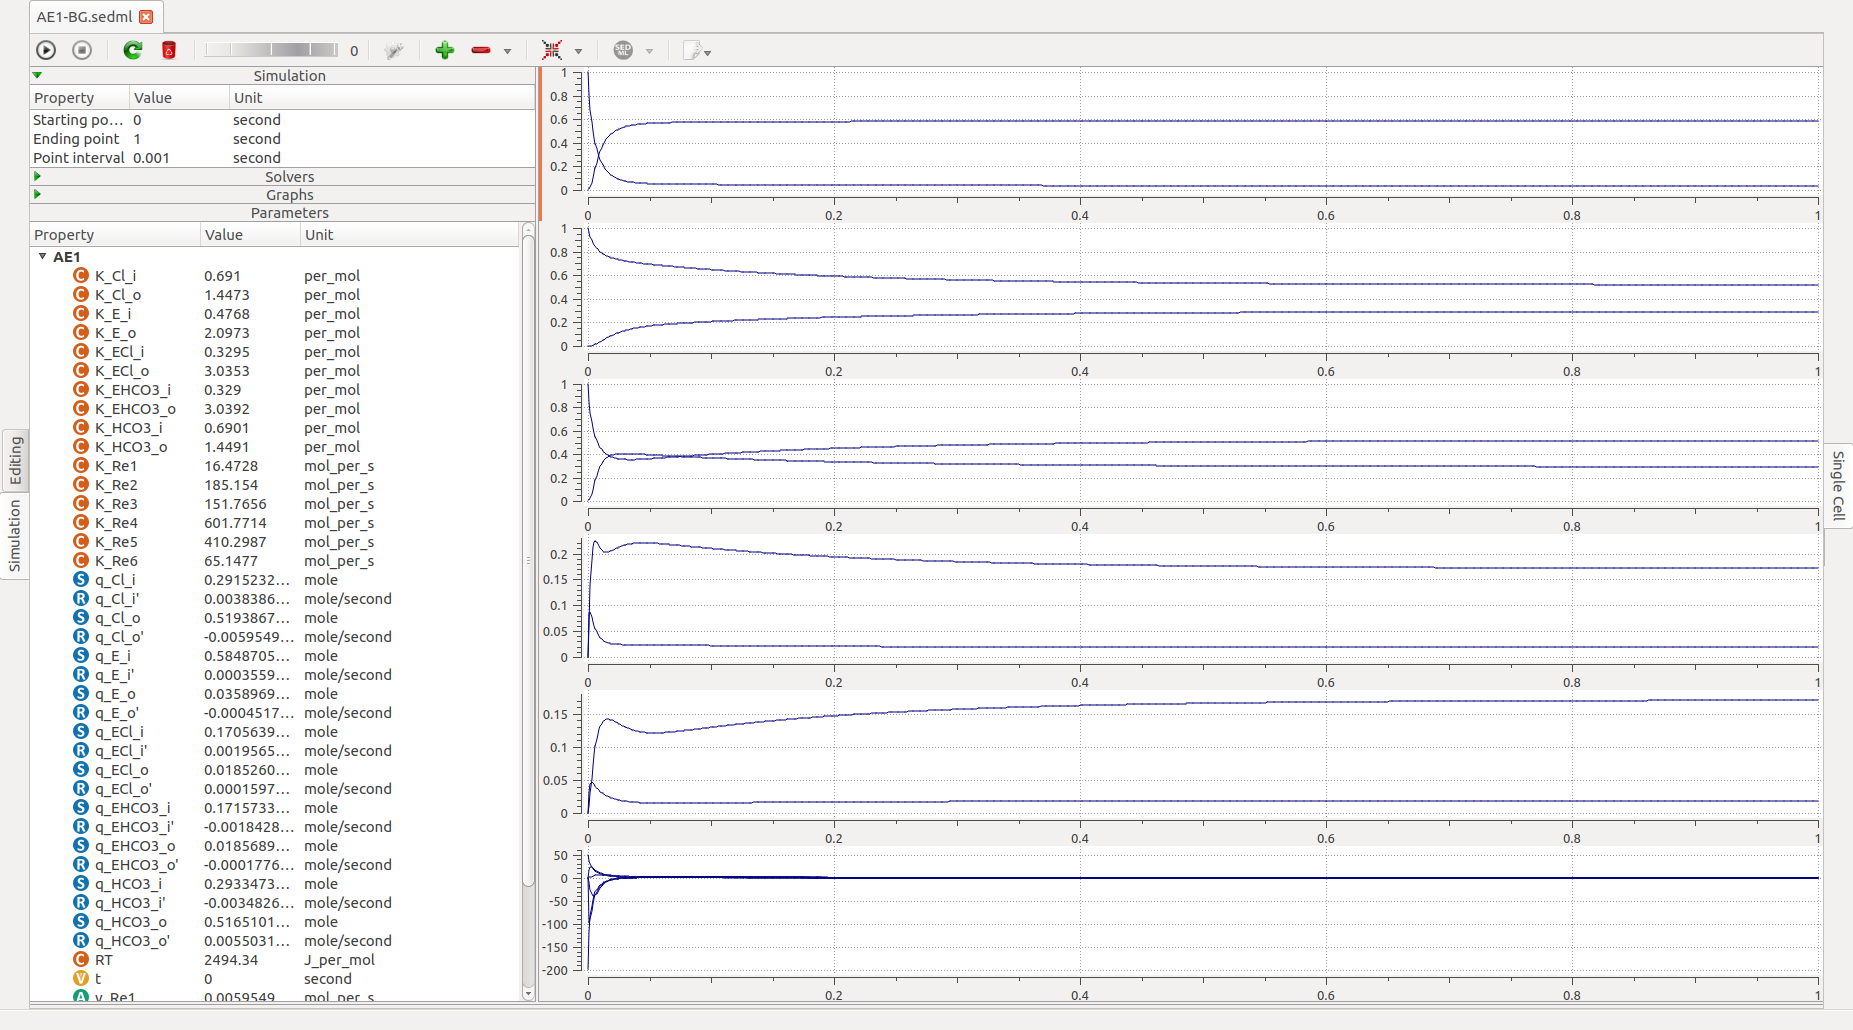 AE1-BG.sedml
0
SED ML
Simulation
Property Value Unit
Starting po... 0 second
Ending point 1 second
Point interval 0.001 second
Solvers
Graphs
Parameters
Property Value Unit
AE1
C K_Cl_i 0.691 per_mol
C K_Cl_o 1.4473 per_mol
C K_E_i 0.4768 per_mol
C K_E_o 2.0973 per_mol
C K_ECl_i 0.3295 per_mol
C K_ECl_o 3.0353 per_mol
C K_EHCO3_i 0.329 per_mol
C K_EHCO3_o 3.0392 per_mol
C K_HCO3_i 0.6901 per_mol
C K_HCO3_o 1.4491 per_mol
C K_Re1 16.4728 mol_per_s
C K_Re2 185.154 mol_per_s
C K_Re3 151.7656 mol_per_s
C K_Re4 601.7714 mol_per_s
C K_Re5 410.2987 mol_per_s
C K_Re6 65.1477 mol_per_s
S q_Cl_i 0.2915232... mole
R q_Cl_i' 0.0038386... mole/second
S q_Cl_o 0.5193867... mole
R q_Cl_o' -0.0059549... mole/second
S q_E_i 0.5848705... mole
R q_E_i' 0.0003559... mole/second
S q_E_o 0.0358969... mole
R q_E_o' -0.0004517... mole/second
S q_ECl_i 0.1705639... mole
R q_ECl_i' 0.0019565... mole/second
S q_ECl_o 0.0185260... mole
R q_ECl_o' 0.0001597... mole/second
S q_EHCO3_i 0.1715733... mole
R q_EHCO3_i' -0.0018428... mole/second
S q_EHCO3_o 0.0185689... mole
R q_EHCO3_o' -0.0001776... mole/second
S q_HCO3_i 0.2933473... mole
R q_HCO3_i' -0.0034826... mole/second
S q_HCO3_o 0.5165101... mole
R q_HCO3_o' 0.0055031... mole/second
C RT 2494.34 J_per_mol
V t 0 second
A v_Re1 0.0059549 mol_per_s
Editing
Simulation
1
0.8
0.6
0.4
0.2
0
0 0.2 0.4 0.6 0.8 1
1
0.8
0.6
0.4
0.2
0
0 0.2 0.4 0.6 0.8 1
1
0.8
0.6
0.4
0.2
0
0 0.2 0.4 0.6 0.8 1
0.2
0.15
0.1
0.05
0
0 0.2 0.4 0.6 0.8 1
0.15
0.1
0.05
0
0 0.2 0.4 0.6 0.8 1
50
0
-50
-100
-150
-200
0 0.2 0.4 0.6 0.8 1
Single Cell